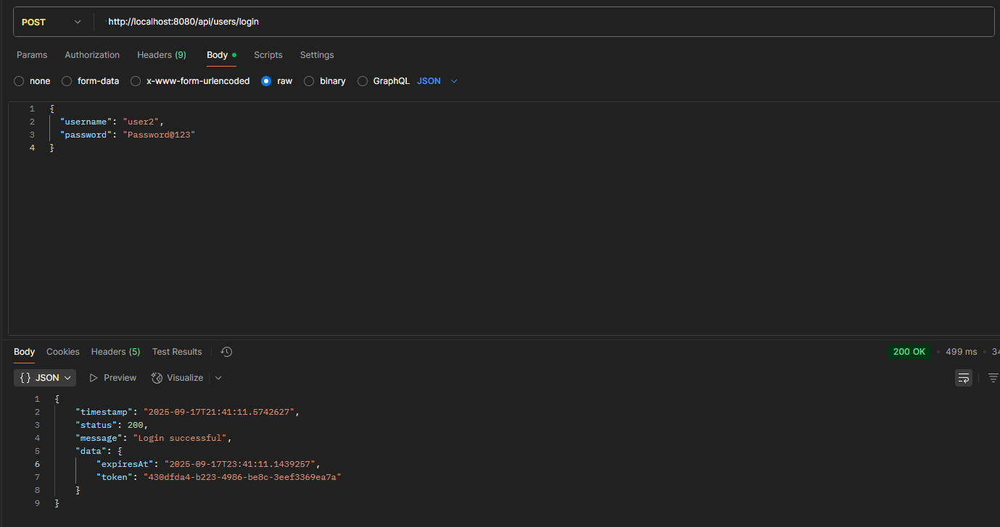 POST http://localhost:8080/api/users/login
Params Authorization Headers (9) Body Scripts Settings
none form-data x-www-form-urlencoded raw binary GraphQL JSON
1 {
2 "username": "user2",
3 "password": "Password@123"
4 }
Body Cookies Headers (5) Test Results 200 OK • 499 ms •
{} JSON Preview Visualize
1 {
2 "timestamp": "2025-09-17T21:41:11.5742627",
3 "status": 200,
4 "message": "Login successful",
5 "data": {
6 "expiresAt": "2025-09-17T23:41:11.1439257",
7 "token": "430dfda4-b223-4986-be8c-3eef3369ea7a"
8 }
9 }